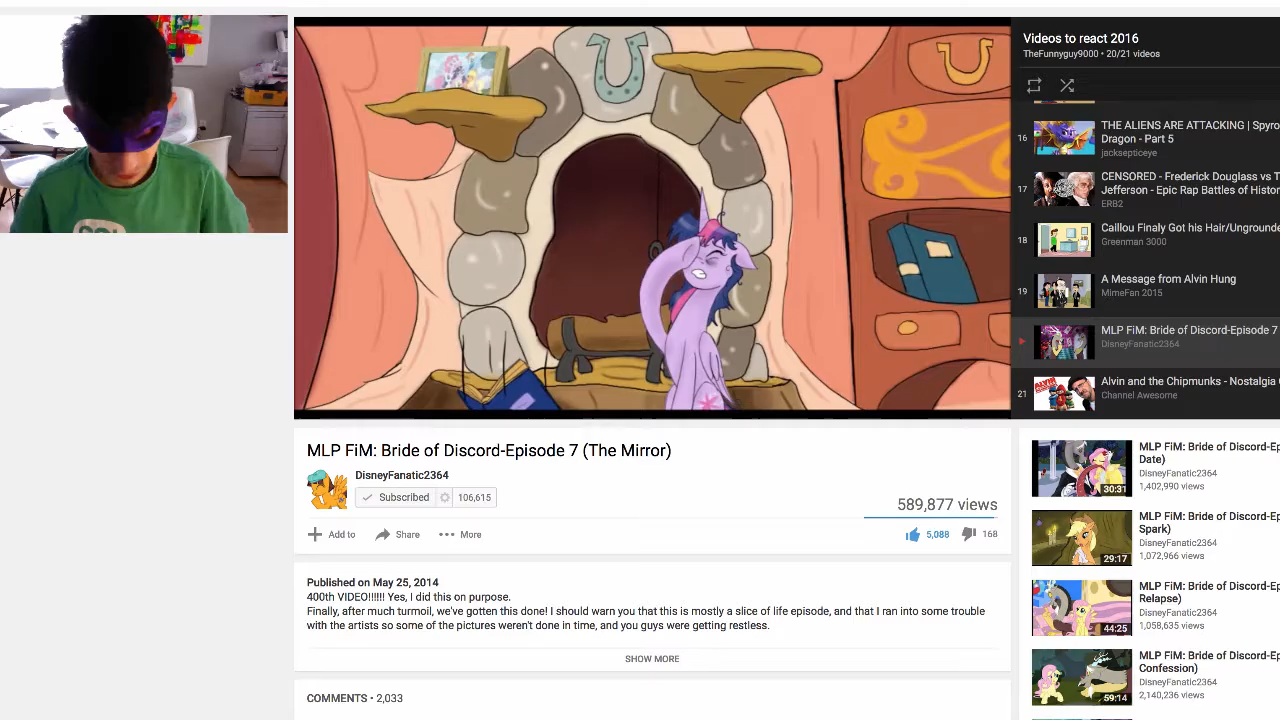 Videos to react 2016
TheFunnyguy9000 • 20/21 videos
16
THE ALIENS ARE ATTACKING | Spyro
Dragon - Part 5
jacksepticeye
17
CENSORED - Frederick Douglass vs T
Jefferson - Epic Rap Battles of Histor
ERB2
18
Caillou Finaly Got his Hair/Ungrounde
Greenman 3000
19
A Message from Alvin Hung
MimeFan 2015
MLP FiM: Bride of Discord-Episode 7
DisneyFanatic2364
21
Alvin and the Chipmunks - Nostalgia
Channel Awesome
MLP FiM: Bride of Discord-Episode 7 (The Mirror)
DisneyFanatic2364
Subscribed 106,615
589,877 views
Add to Share More
5,088 168
Published on May 25, 2014
400th VIDEO!!!!!! Yes, I did this on purpose.
Finally, after much turmoil, we've gotten this done! I should warn you that this is mostly a slice of life episode, and that I ran into some trouble
with the artists so some of the pictures weren't done in time, and you guys were getting restless.
SHOW MORE
COMMENTS • 2,033
MLP FiM: Bride of Discord-Ep
Date)
DisneyFanatic2364
1,402,990 views
30:31
MLP FiM: Bride of Discord-Ep
Spark)
DisneyFanatic2364
1,072,966 views
29:17
MLP FiM: Bride of Discord-Ep
Relapse)
DisneyFanatic2364
1,058,635 views
44:25
MLP FiM: Bride of Discord-Ep
Confession)
DisneyFanatic2364
2,140,236 views
59:14